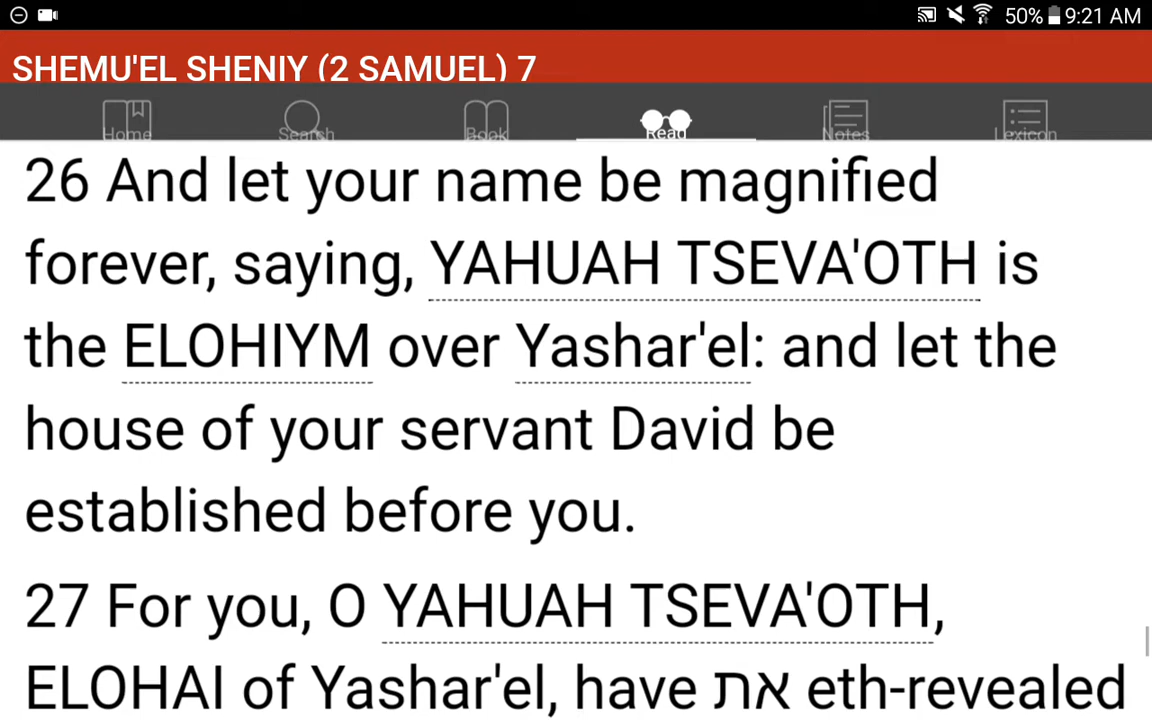 50% 9:21 AM
SHEMU'EL SHENIY (2 SAMUEL) 7
Home Search Book Read Notes Lexicon
26 And let your name be magnified
forever, saying, YAHUAH TSEVA'OTH is
the ELOHIYM over Yashar'el: and let the
house of your servant David be
established before you.
27 For you, O YAHUAH TSEVA'OTH,
ELOHAI of Yashar'el, have את eth-revealed